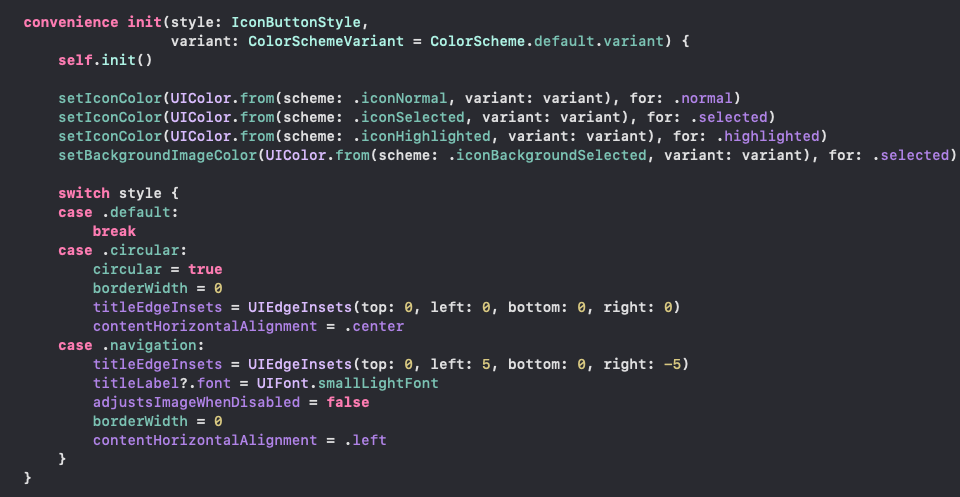 convenience init(style: IconButtonStyle,
                 variant: ColorSchemeVariant = ColorScheme.default.variant) {
    self.init()

    setIconColor(UIColor.from(scheme: .iconNormal, variant: variant), for: .normal)
    setIconColor(UIColor.from(scheme: .iconSelected, variant: variant), for: .selected)
    setIconColor(UIColor.from(scheme: .iconHighlighted, variant: variant), for: .highlighted)
    setBackgroundImageColor(UIColor.from(scheme: .iconBackgroundSelected, variant: variant), for: .selected)

    switch style {
    case .default:
        break
    case .circular:
        circular = true
        borderWidth = 0
        titleEdgeInsets = UIEdgeInsets(top: 0, left: 0, bottom: 0, right: 0)
        contentHorizontalAlignment = .center
    case .navigation:
        titleEdgeInsets = UIEdgeInsets(top: 0, left: 5, bottom: 0, right: -5)
        titleLabel?.font = UIFont.smallLightFont
        adjustsImageWhenDisabled = false
        borderWidth = 0
        contentHorizontalAlignment = .left
    }
}